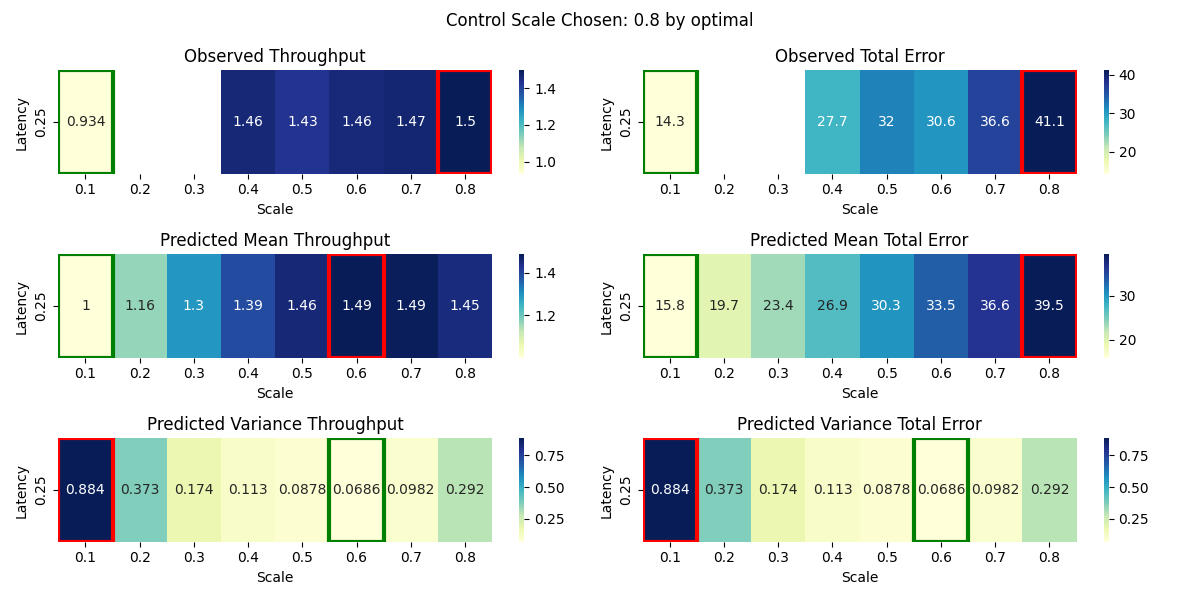 Control Scale Chosen: 0.8 by optimal
Observed Throughput
Latency
0.25
0.934
1.46
1.43
1.46
1.47
1.5
0.1 0.2 0.3 0.4 0.5 0.6 0.7 0.8
Scale
1.4
1.2
1.0
Observed Total Error
Latency
0.25
14.3
27.7
32
30.6
36.6
41.1
0.1 0.2 0.3 0.4 0.5 0.6 0.7 0.8
Scale
40
30
20
Predicted Mean Throughput
Latency
0.25
1 1.16 1.3 1.39 1.46 1.49 1.49 1.45
0.1 0.2 0.3 0.4 0.5 0.6 0.7 0.8
Scale
1.4
1.2
Predicted Mean Total Error
Latency
0.25
15.8 19.7 23.4 26.9 30.3 33.5 36.6 39.5
0.1 0.2 0.3 0.4 0.5 0.6 0.7 0.8
Scale
30
20
Predicted Variance Throughput
Latency
0.25
0.884 0.373 0.174 0.113 0.0878 0.0686 0.0982 0.292
0.1 0.2 0.3 0.4 0.5 0.6 0.7 0.8
Scale
0.75
0.50
0.25
Predicted Variance Total Error
Latency
0.25
0.884 0.373 0.174 0.113 0.0878 0.0686 0.0982 0.292
0.1 0.2 0.3 0.4 0.5 0.6 0.7 0.8
Scale
0.75
0.50
0.25